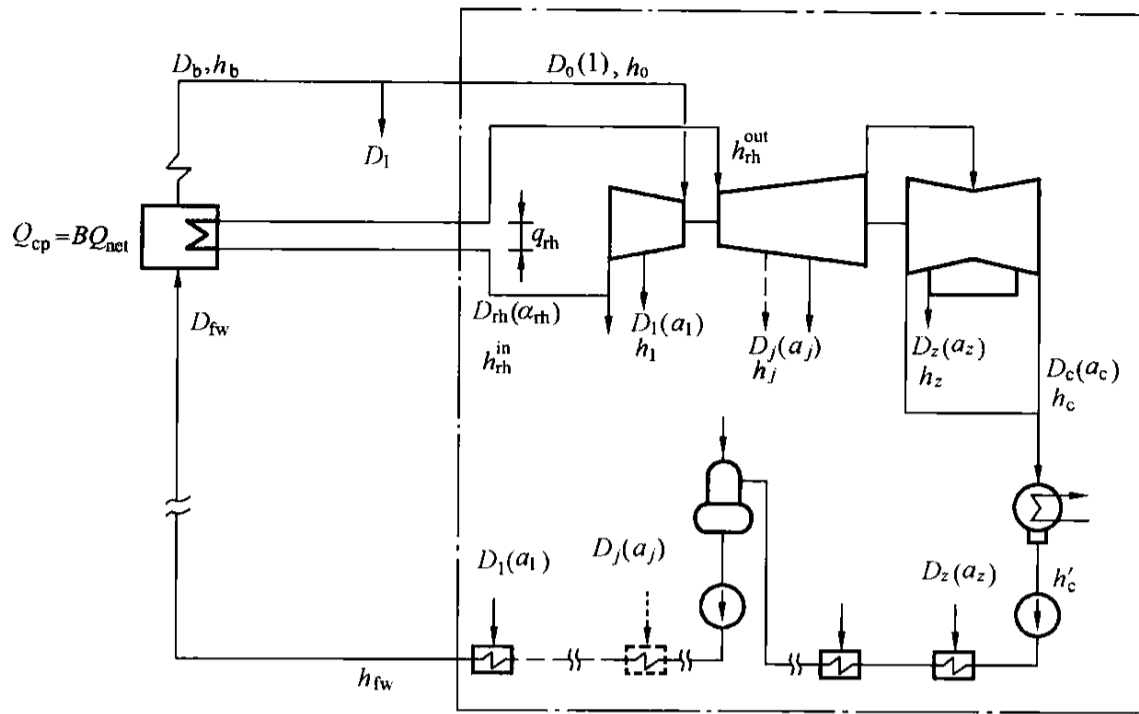 D_b, h_b
D_0(1), h_0
D_1
h_rh^out
Q_cp = BQ_net
q_rh
D_fw
D_rh(α_rh)
h_rh^in
D_1(a_1)
h_1
D_j(a_j)
h_j
D_z(a_z)
h_z
D_c(a_c)
h_c
D_1(a_1)
D_j(a_j)
D_z(a_z)
h'_c
h_fw